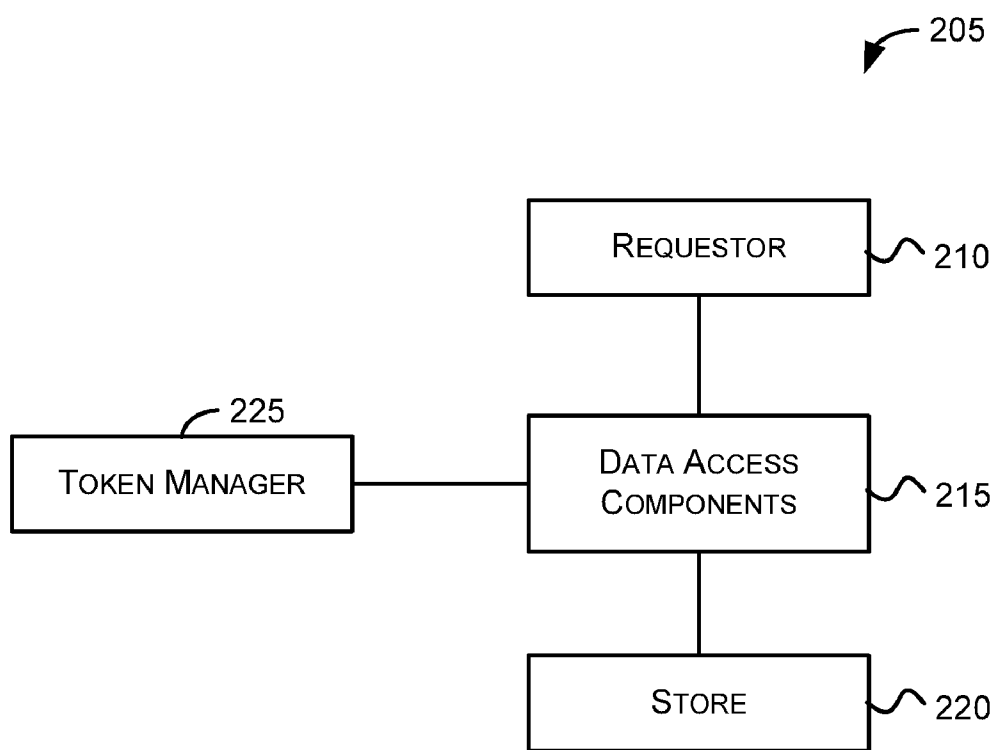 205
REQUESTOR
210
225
TOKEN MANAGER
DATA ACCESS
COMPONENTS
215
STORE
220